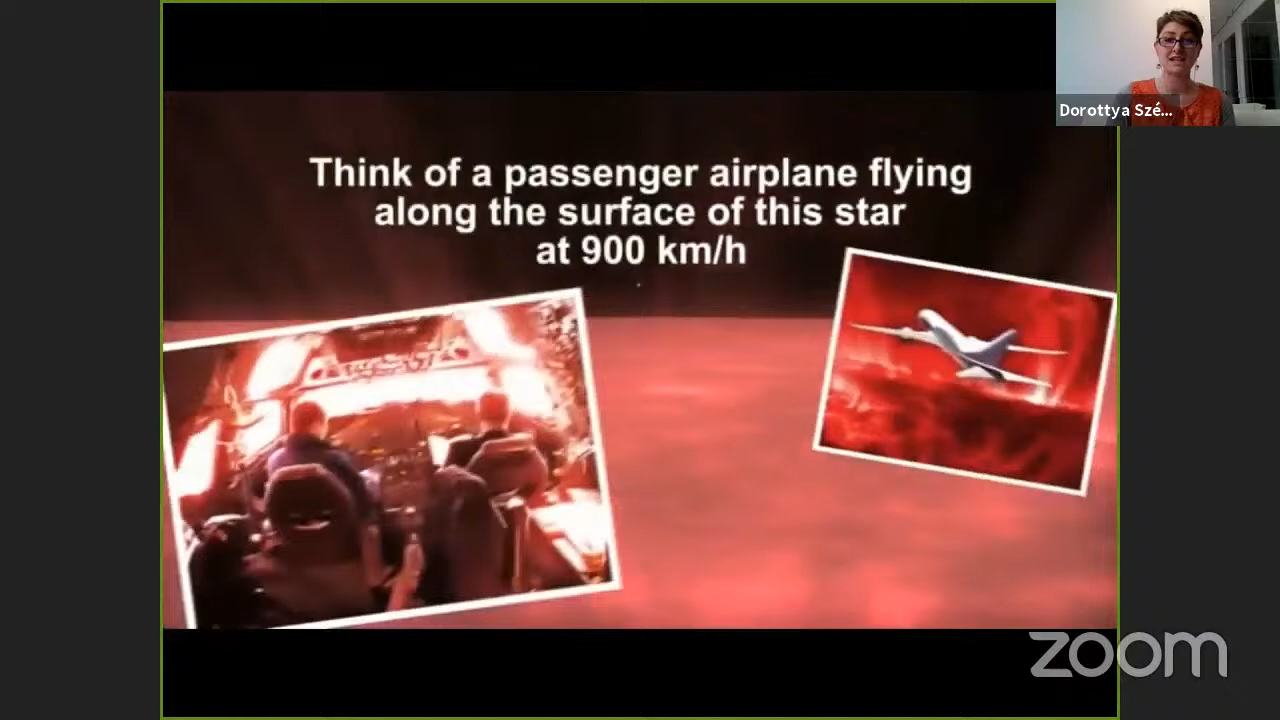 Dorottya Szé...
Think of a passenger airplane flying
along the surface of this star
at 900 km/h
zoom